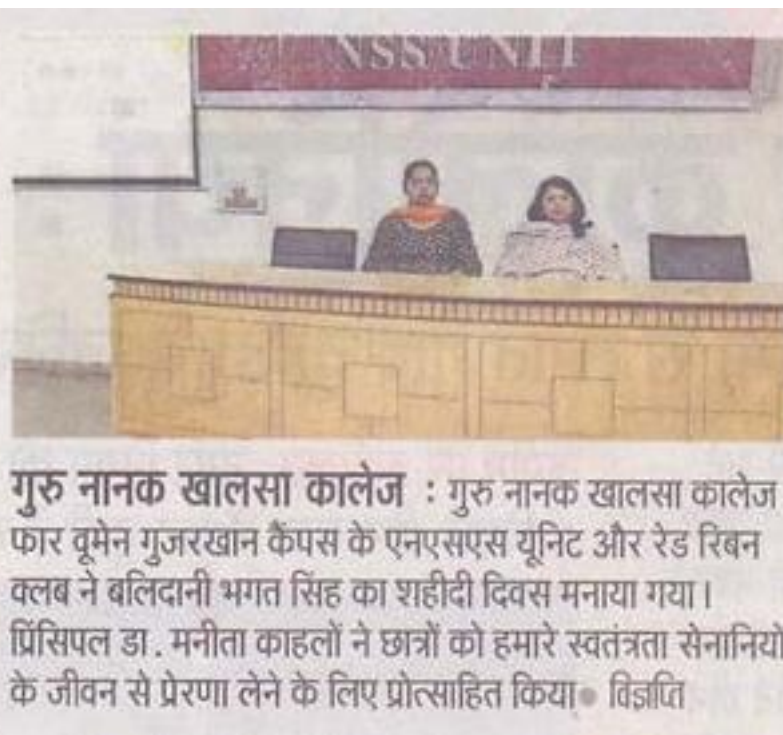 NSS UNIT
गुरु नानक खालसा कालेज : गुरु नानक खालसा कालेज
फार वूमेन गुजरखान कैंपस के एनएसएस यूनिट और रेड रिबन
क्लब ने बलिदानी भगत सिंह का शहीदी दिवस मनाया गया।
प्रिंसिपल डा. मनीता काहलों ने छात्रों को हमारे स्वतंत्रता सेनानियों
के जीवन से प्रेरणा लेने के लिए प्रोत्साहित किया● विज्ञप्ति